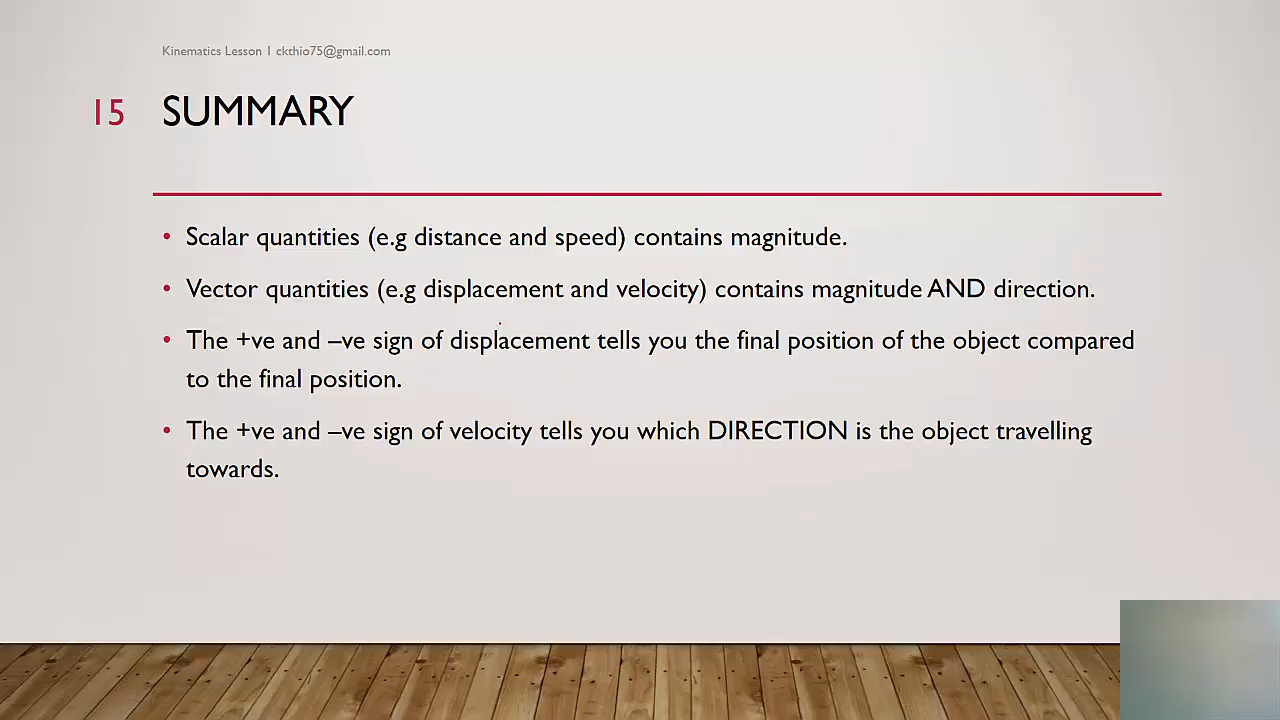 Kinematics Lesson 1 ckthio75@gmail.com
15 SUMMARY
• Scalar quantities (e.g distance and speed) contains magnitude.
• Vector quantities (e.g displacement and velocity) contains magnitude AND direction.
• The +ve and –ve sign of displacement tells you the final position of the object compared
to the final position.
• The +ve and –ve sign of velocity tells you which DIRECTION is the object travelling
towards.